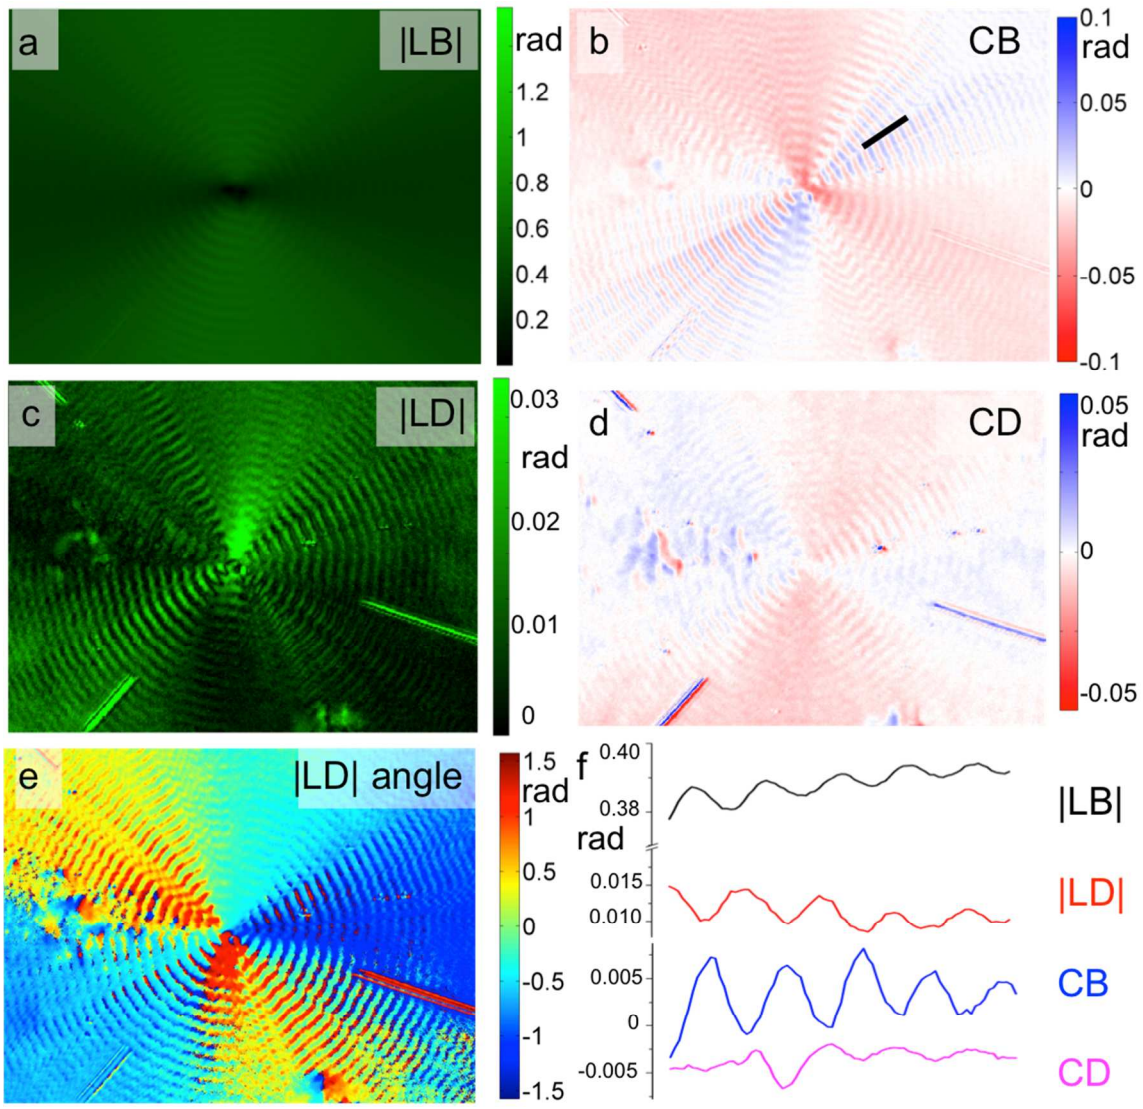 a
|LB|
rad
1.2
1
0.8
0.6
0.4
0.2
b
CB
0.1
rad
0.05
0
-0.05
-0.1
c
|LD|
0.03
rad
0.02
0.01
0
d
CD
0.05
rad
0
-0.05
e
|LD| angle
1.5
rad
1
0.5
0
-0.5
-1
-1.5
f
0.40
0.38
rad
0.015
0.010
0.005
0
-0.005
|LB|
|LD|
CB
CD